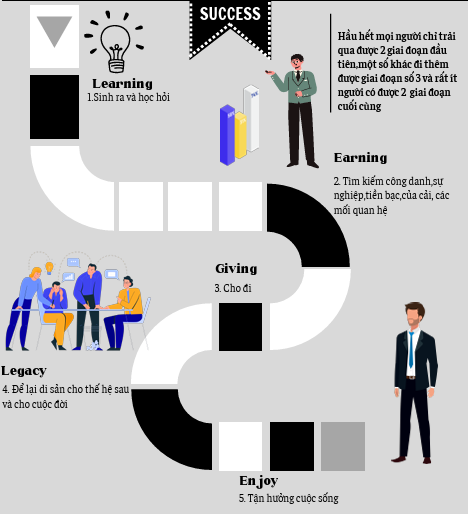 SUCCESS
Hầu hết mọi người chỉ trải
qua được 2 giai đoạn đầu
tiên,một số khác đi thêm
được giai đoạn số 3 và rất ít
người có được 2 giai đoạn
cuối cùng
Learning
1.Sinh ra và học hỏi
Earning
2. Tìm kiếm công danh,sự
nghiệp,tiền bạc,của cải, các
mối quan hệ
Giving
3. Cho đi
Legacy
4. Để lại di sản cho thế hệ sau
và cho cuộc đời
Enjoy
5. Tận hưởng cuộc sống